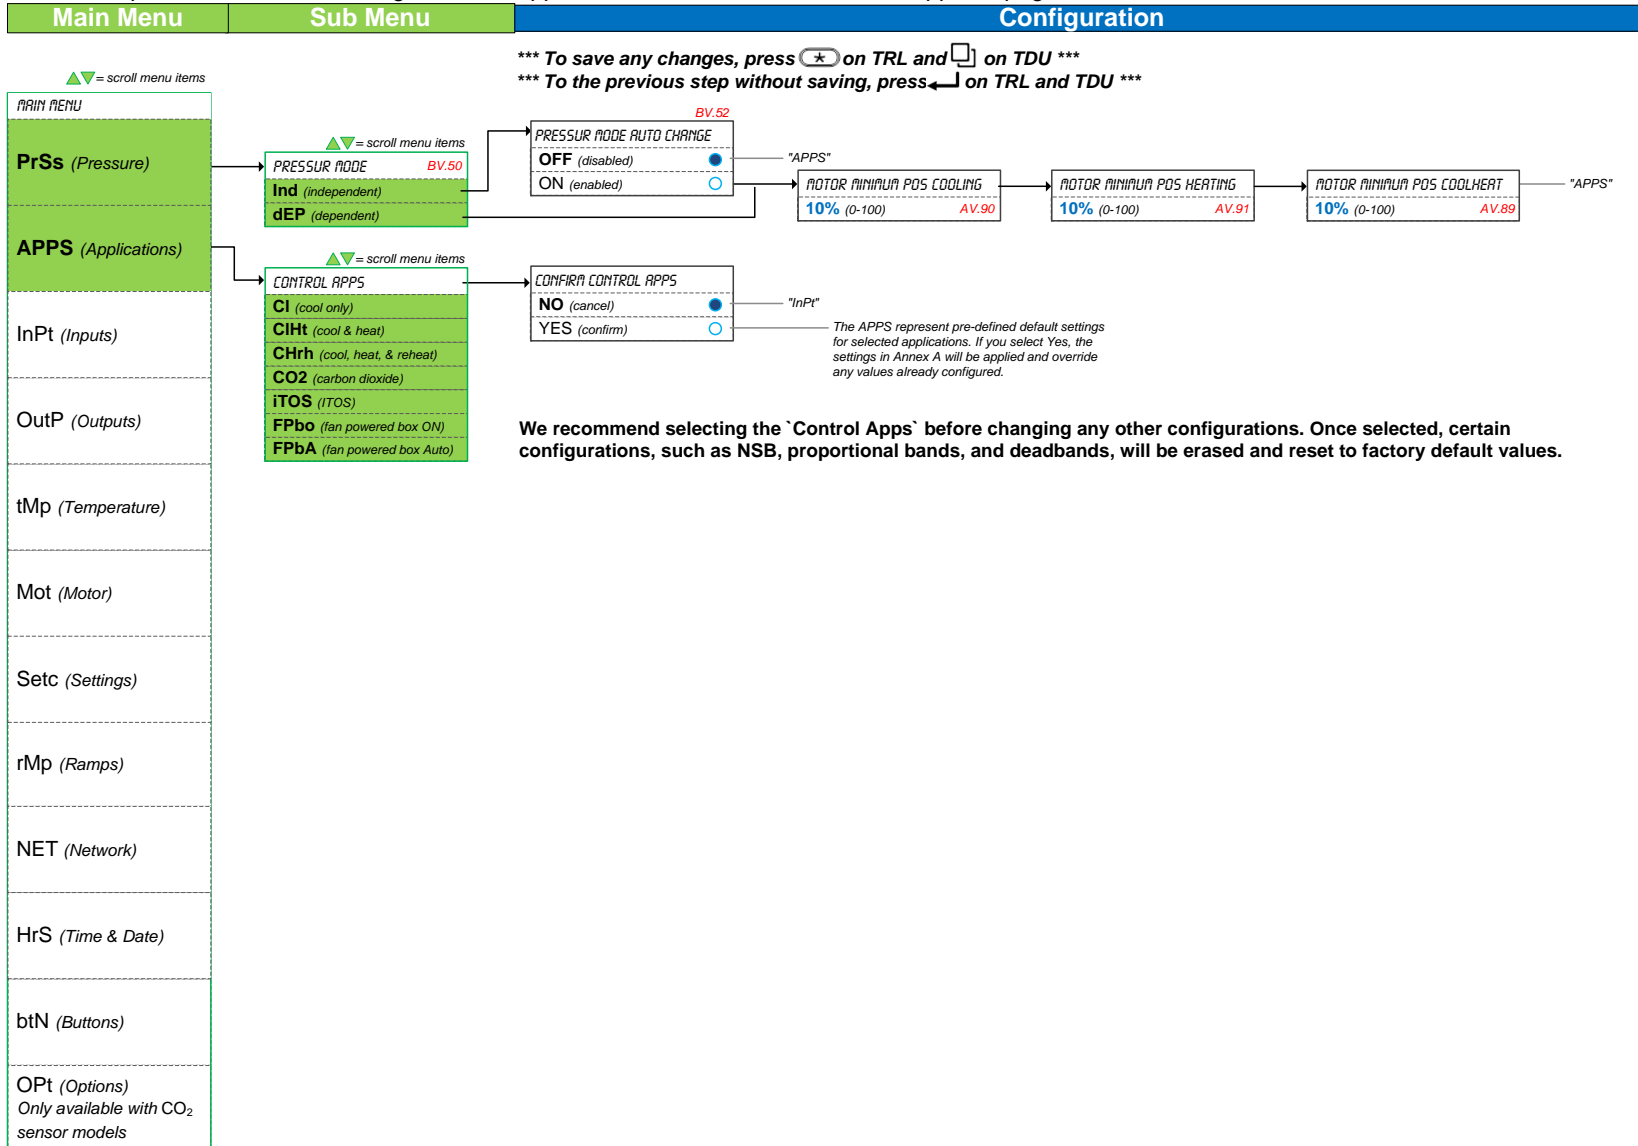 Main Menu
Sub Menu
Configuration
*** To save any changes, press on TRL and on TDU ***
*** To the previous step without saving, press on TRL and TDU ***
= scroll menu items
MAIN MENU
PrSs (Pressure)
APPS (Applications)
InPt (Inputs)
OutP (Outputs)
tMp (Temperature)
Mot (Motor)
Setc (Settings)
rMp (Ramps)
NET (Network)
HrS (Time & Date)
btN (Buttons)
OPt (Options)
Only available with CO2
sensor models
= scroll menu items
PRESSUR MODE BV.50
Ind (independent)
dEP (dependent)
BV.52
PRESSUR MODE AUTO CHANGE
OFF (disabled)
"APPS"
ON (enabled)
MOTOR MINIMUM POS COOLING
10% (0-100) AV.90
MOTOR MINIMUM POS HEATING
10% (0-100) AV.91
MOTOR MINIMUM POS COOLHEAT
10% (0-100) AV.89
"APPS"
= scroll menu items
CONTROL APPS
Cl (cool only)
ClHt (cool & heat)
CHrh (cool, heat, & reheat)
CO2 (carbon dioxide)
iTOS (ITOS)
FPbo (fan powered box ON)
FPbA (fan powered box Auto)
CONFIRM CONTROL APPS
NO (cancel)
"InPt"
YES (confirm)
The APPS represent pre-defined default settings
for selected applications. If you select Yes, the
settings in Annex A will be applied and override
any values already configured.
We recommend selecting the `Control Apps` before changing any other configurations. Once selected, certain
configurations, such as NSB, proportional bands, and deadbands, will be erased and reset to factory default values.